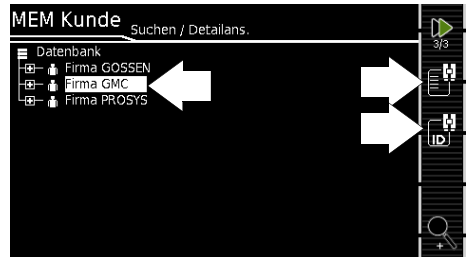 MEM Kunde Suchen / Detailans.
3/3
Datenbank
Firma GOSSEN
Firma GMC
Firma PROSYS
ID